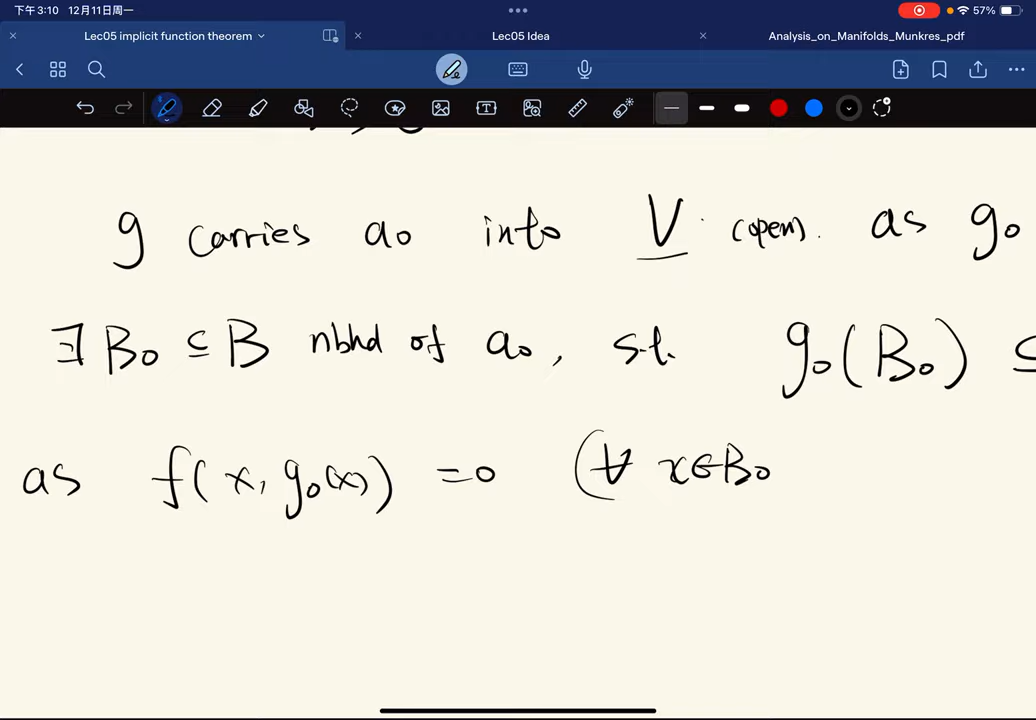 下午3:10 12月11日周一
57%
Lec05 implicit function theorem
Lec05 Idea
Analysis_on_Manifolds_Munkres_pdf
g carries a₀ into V (open). as g₀
∃ B₀ ⊆ B nbhd of a₀, s.t. g₀(B₀) ⊆
as f(x, g₀(x)) =0 (∀ x∈B₀